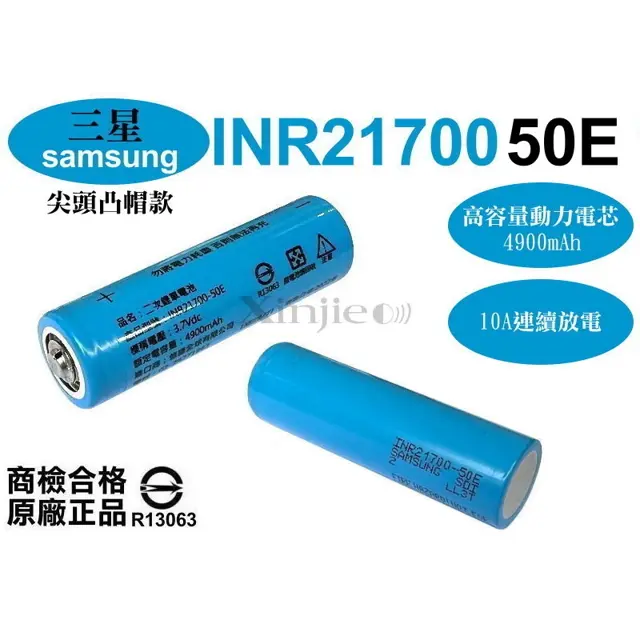 三星
samsung
INR21700 50E
尖頭凸帽款
高容量動力電芯
4900mAh
10A連續放電
R13063
品名：二次鋰電池
INR21700-50E
3.7Vdc
4900mAh
Xinjie
INR21700-50E
SAMSUNG SDI
商檢合格
原廠正品 R13063